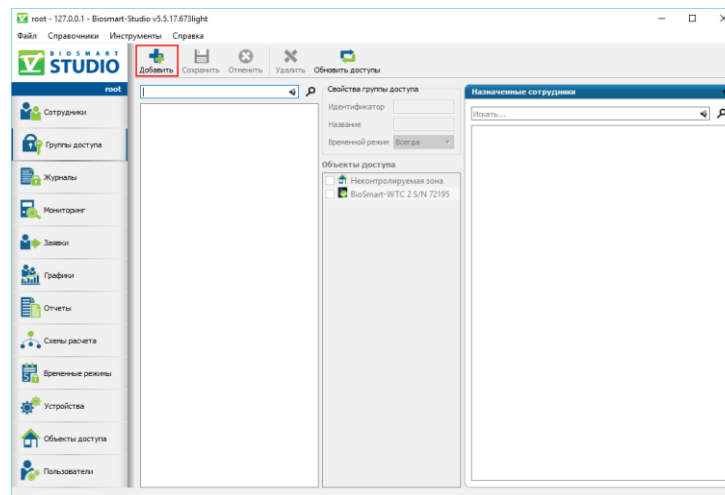 root - 127.0.0.1 - Biosmart-Studio v5.5.17.673light
Файл Справочники Инструменты Справка
BIOSMART
STUDIO
Добавить Сохранить Отменить Удалить Обновить доступы
root
Сотрудники
Группы доступа
Журналы
Мониторинг
Заявки
Графики
Отчеты
Схемы расчета
Временные режимы
Устройства
Объекты доступа
Пользователи
Свойства группы доступа
Идентификатор
Название
Временной режим Всегда
Объекты доступа
Неконтролируемая зона
BioSmart-WTC 2 S/N 72195
Назначенные сотрудники
Искать...